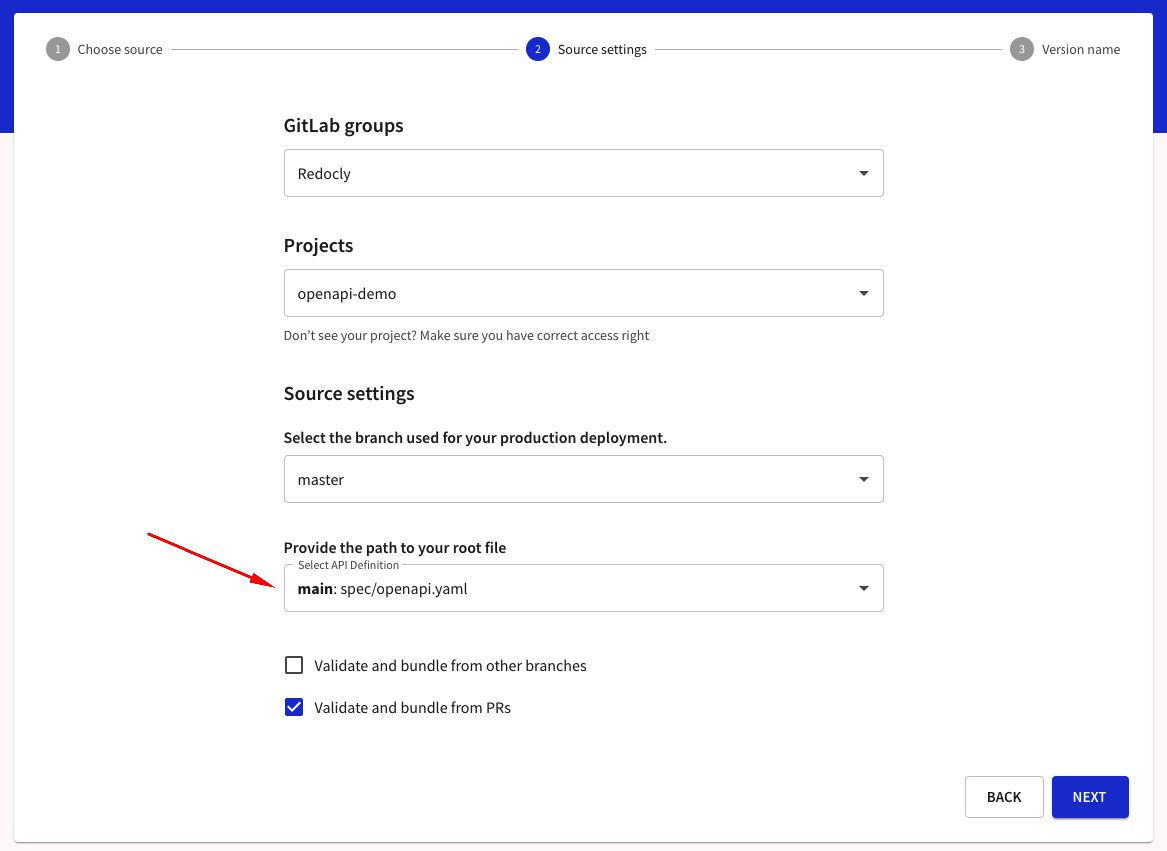 1 Choose source
2 Source settings
3 Version name
GitLab groups
Redocly
Projects
openapi-demo
Don't see your project? Make sure you have correct access right
Source settings
Select the branch used for your production deployment.
master
Provide the path to your root file
Select API Definition
main: spec/openapi.yaml
Validate and bundle from other branches
Validate and bundle from PRs
BACK
NEXT